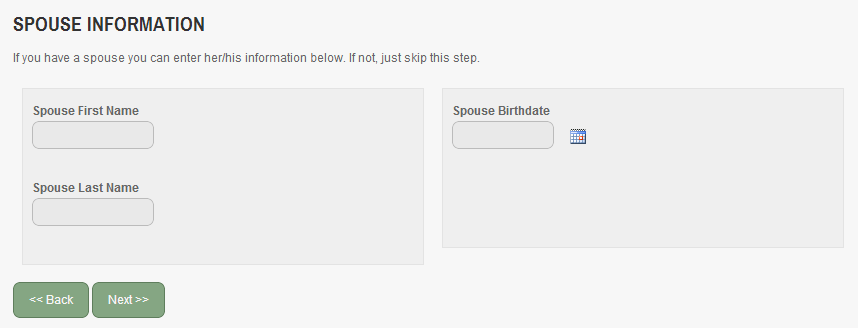 SPOUSE INFORMATION
If you have a spouse you can enter her/his information below. If not, just skip this step.
Spouse First Name
Spouse Last Name
Spouse Birthdate
<< Back
Next >>